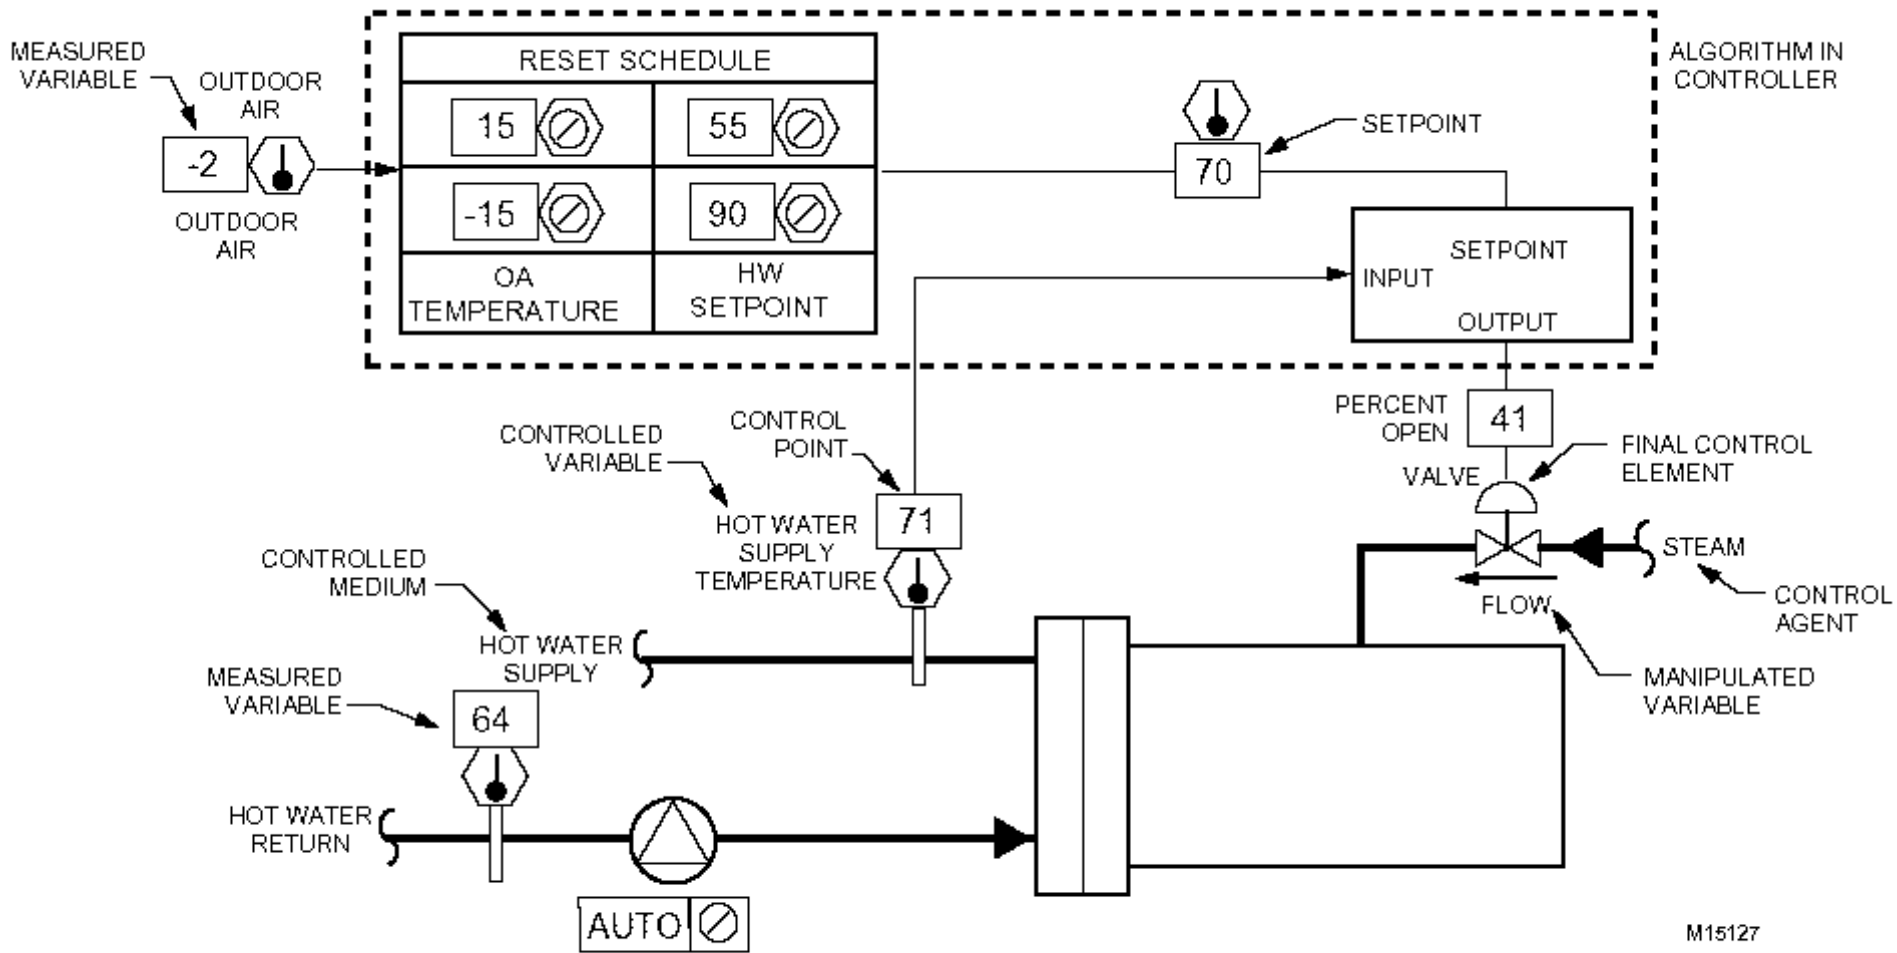 MEASURED
VARIABLE
OUTDOOR
AIR
-2
OUTDOOR
AIR
RESET SCHEDULE
15
55
-15
90
OA
TEMPERATURE
HW
SETPOINT
70
SETPOINT
ALGORITHM IN
CONTROLLER
SETPOINT
INPUT
OUTPUT
PERCENT
OPEN
41
VALVE
FINAL CONTROL
ELEMENT
CONTROLLED
VARIABLE
CONTROL
POINT
71
HOT WATER
SUPPLY
TEMPERATURE
STEAM
FLOW
CONTROL
AGENT
MANIPULATED
VARIABLE
CONTROLLED
MEDIUM
HOT WATER
SUPPLY
MEASURED
VARIABLE
64
HOT WATER
RETURN
AUTO
M15127